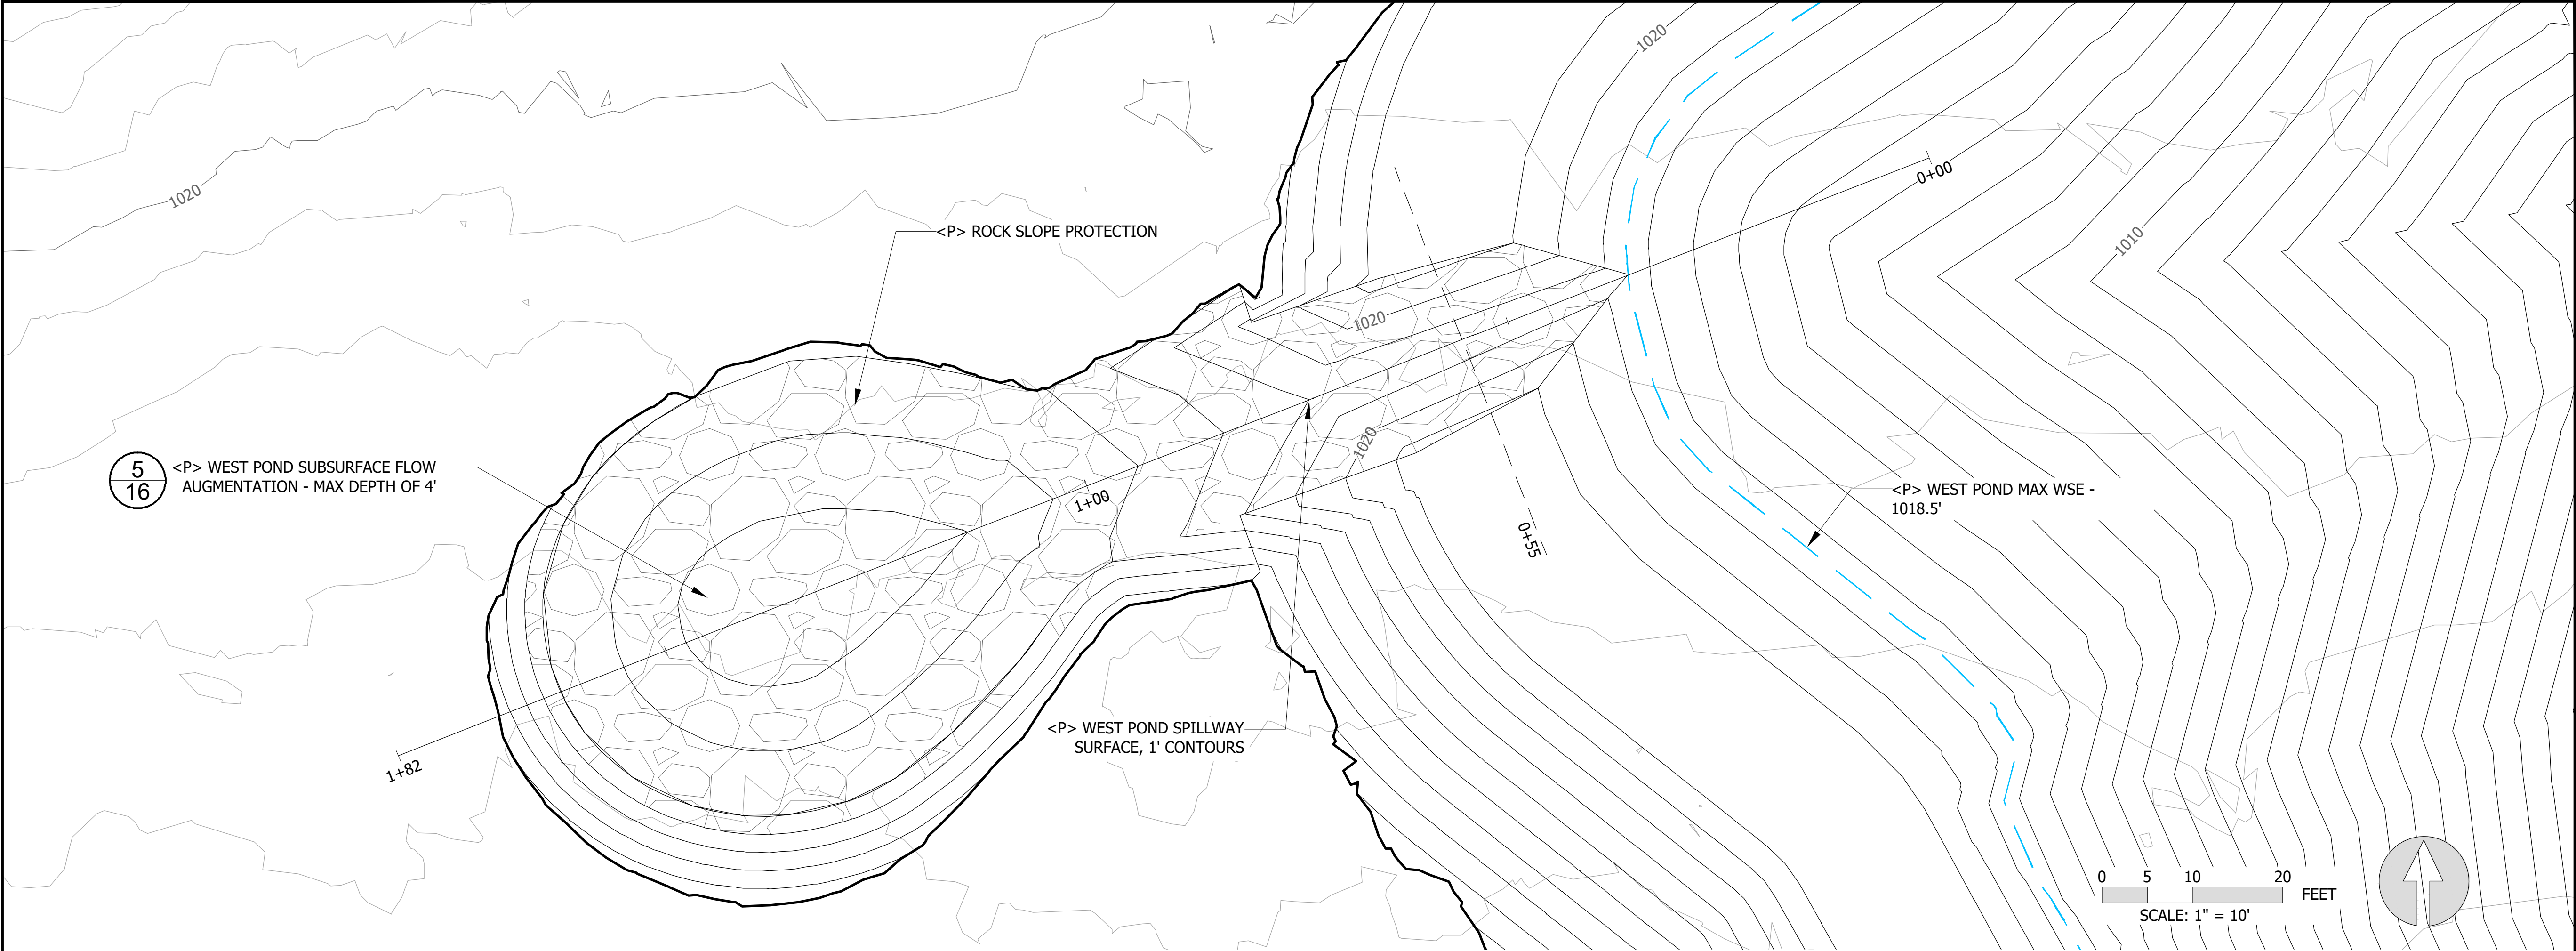 1020
1020
0+00
<P> ROCK SLOPE PROTECTION
1010
1020
1020
5
16
<P> WEST POND SUBSURFACE FLOW
AUGMENTATION - MAX DEPTH OF 4'
1+00
0+55
<P> WEST POND MAX WSE -
1018.5'
<P> WEST POND SPILLWAY
SURFACE, 1' CONTOURS
1+82
0 5 10 20
FEET
SCALE: 1" = 10'